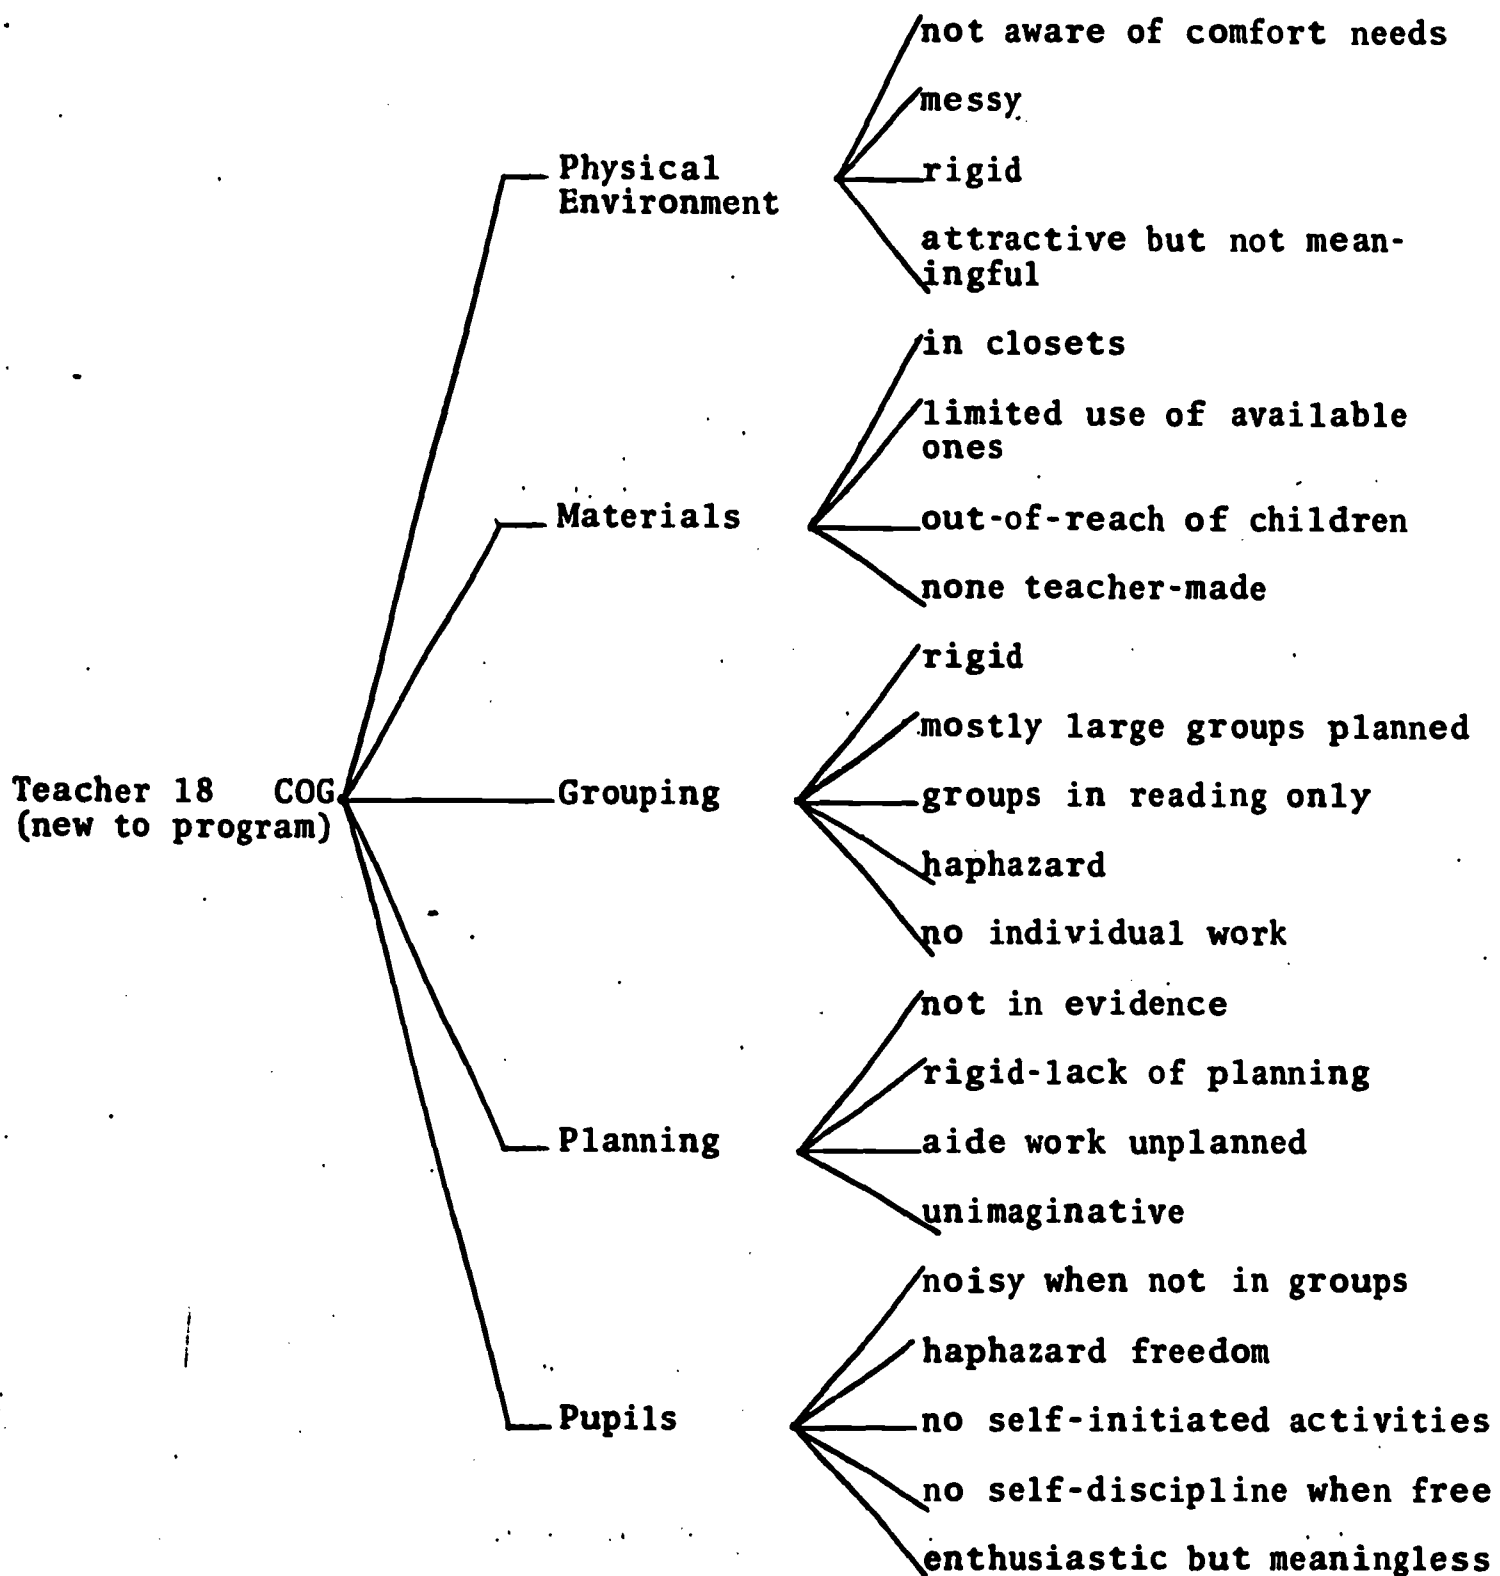 not aware of comfort needs
messy
rigid
Physical
Environment
attractive but not mean-
ingful
in closets
limited use of available
ones
Materials
out-of-reach of children
none teacher-made
rigid
mostly large groups planned
Teacher 18 COG
(new to program)
Grouping
groups in reading only
haphazard
no individual work
not in evidence
rigid-lack of planning
Planning
aide work unplanned
unimaginative
noisy when not in groups
haphazard freedom
Pupils
no self-initiated activities
no self-discipline when free
enthusiastic but meaningless